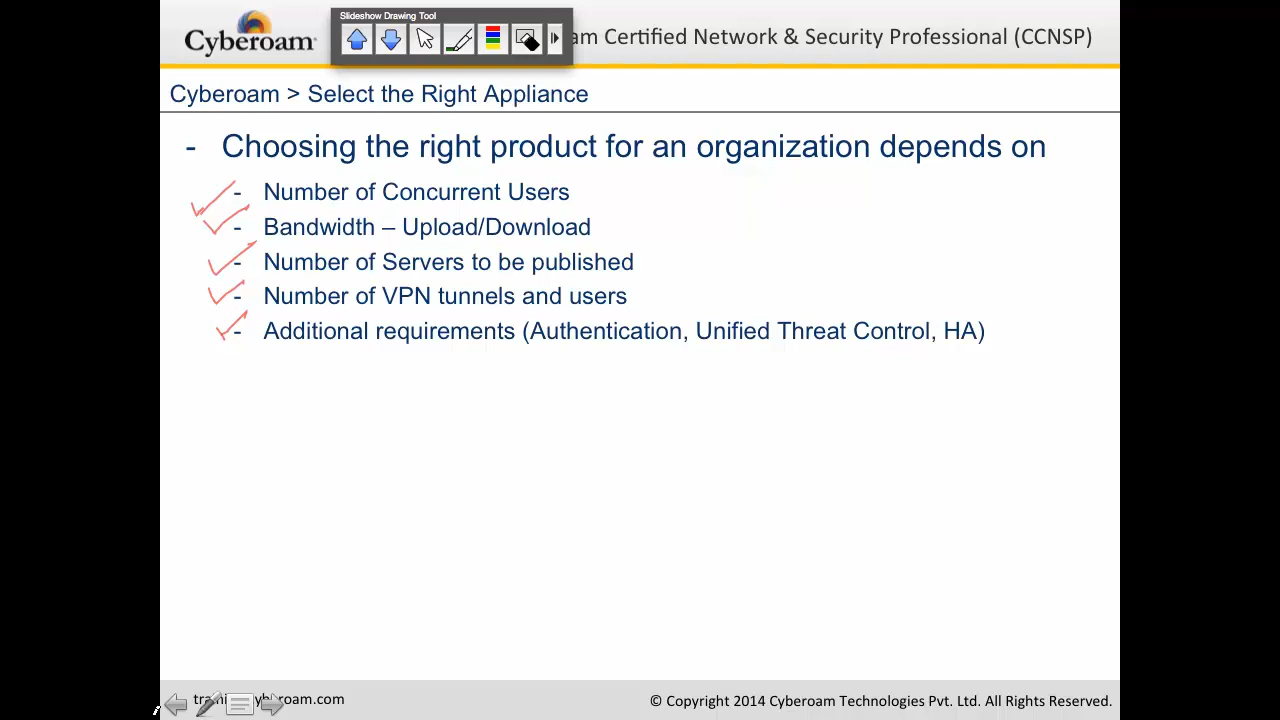 Slideshow Drawing Tool
Cyberoam
am Certified Network & Security Professional (CCNSP)
Cyberoam > Select the Right Appliance
- Choosing the right product for an organization depends on
- Number of Concurrent Users
- Bandwidth – Upload/Download
- Number of Servers to be published
- Number of VPN tunnels and users
- Additional requirements (Authentication, Unified Threat Control, HA)
© Copyright 2014 Cyberoam Technologies Pvt. Ltd. All Rights Reserved.